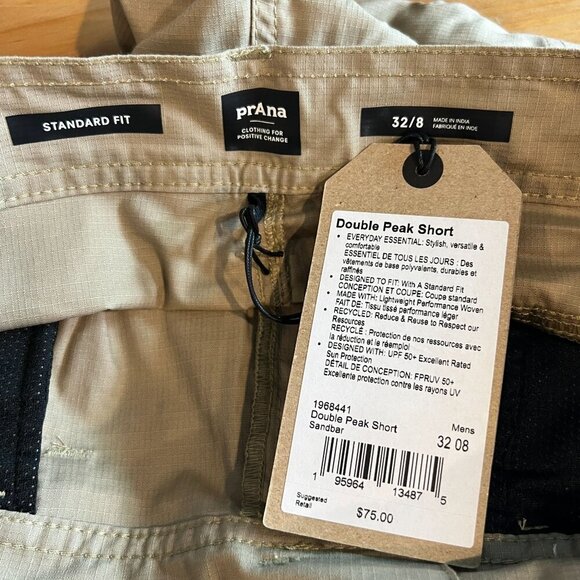 STANDARD FIT
prAna
CLOTHING FOR
POSITIVE CHANGE
32/8
MADE IN INDIA
FABRIQUÉ EN INDE
Double Peak Short
• EVERYDAY ESSENTIAL: Stylish, versatile &
comfortable
ESSENTIEL DE TOUS LES JOURS : Des
vêtements de base polyvalents, durables et
raffinés
• DESIGNED TO FIT: With A Standard Fit
CONCEPTION ET COUPE: Coupe standard
• MADE WITH: Lightweight Performance Woven
FAIT DE: Tissu tissé performance léger
• RECYCLED: Reduce & Reuse to Respect our
Resources
RECYCLÉ : Protection de nos ressources avec
la réduction et le réemploi
• DESIGNED WITH: UPF 50+ Excellent Rated
Sun Protection
DÉTAIL DE CONCEPTION: FPRUV 50+
Excellente protection contre les rayons UV
1968441
Double Peak Short
Sandbar
Mens
32 08
1 95964 13487 5
Suggested
Retail
$75.00